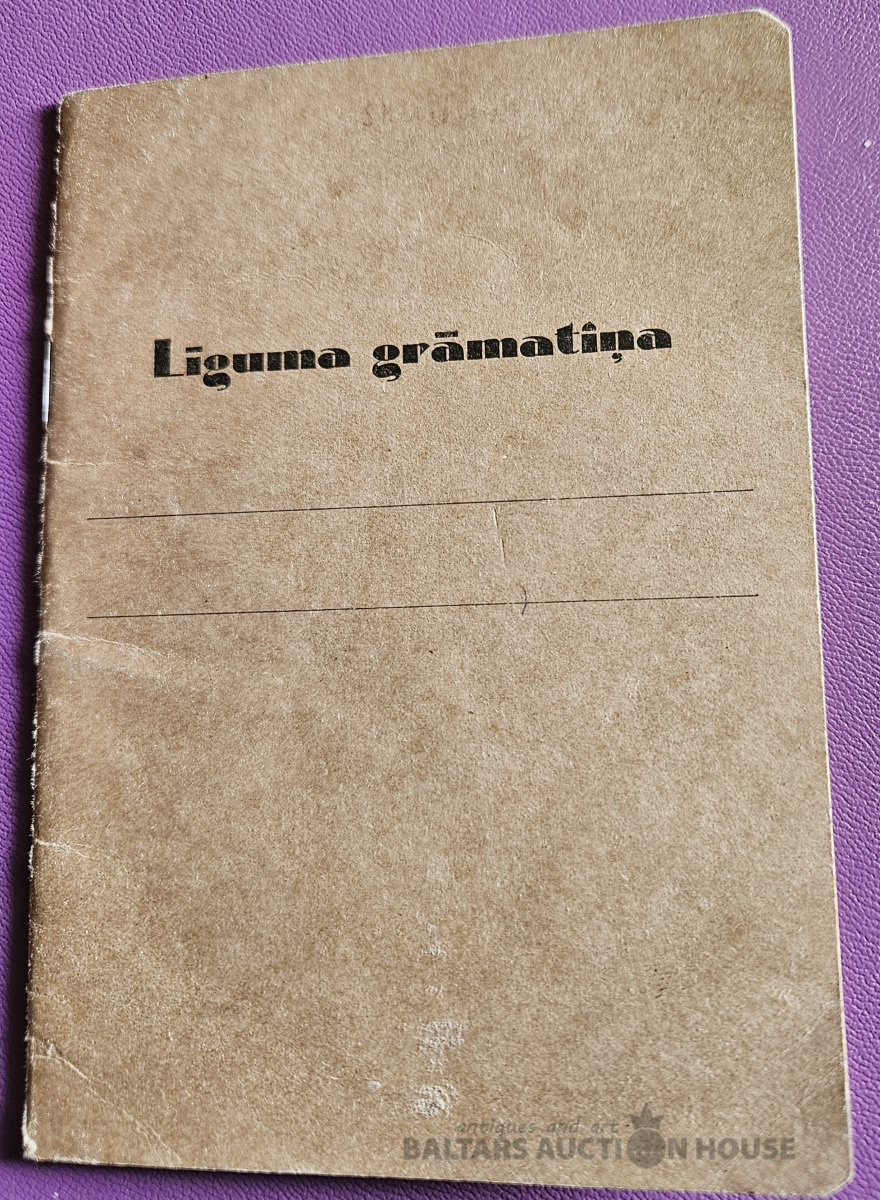 Līguma grāmatiņa
antiques and art
BALTARS AUCTION HOUSE